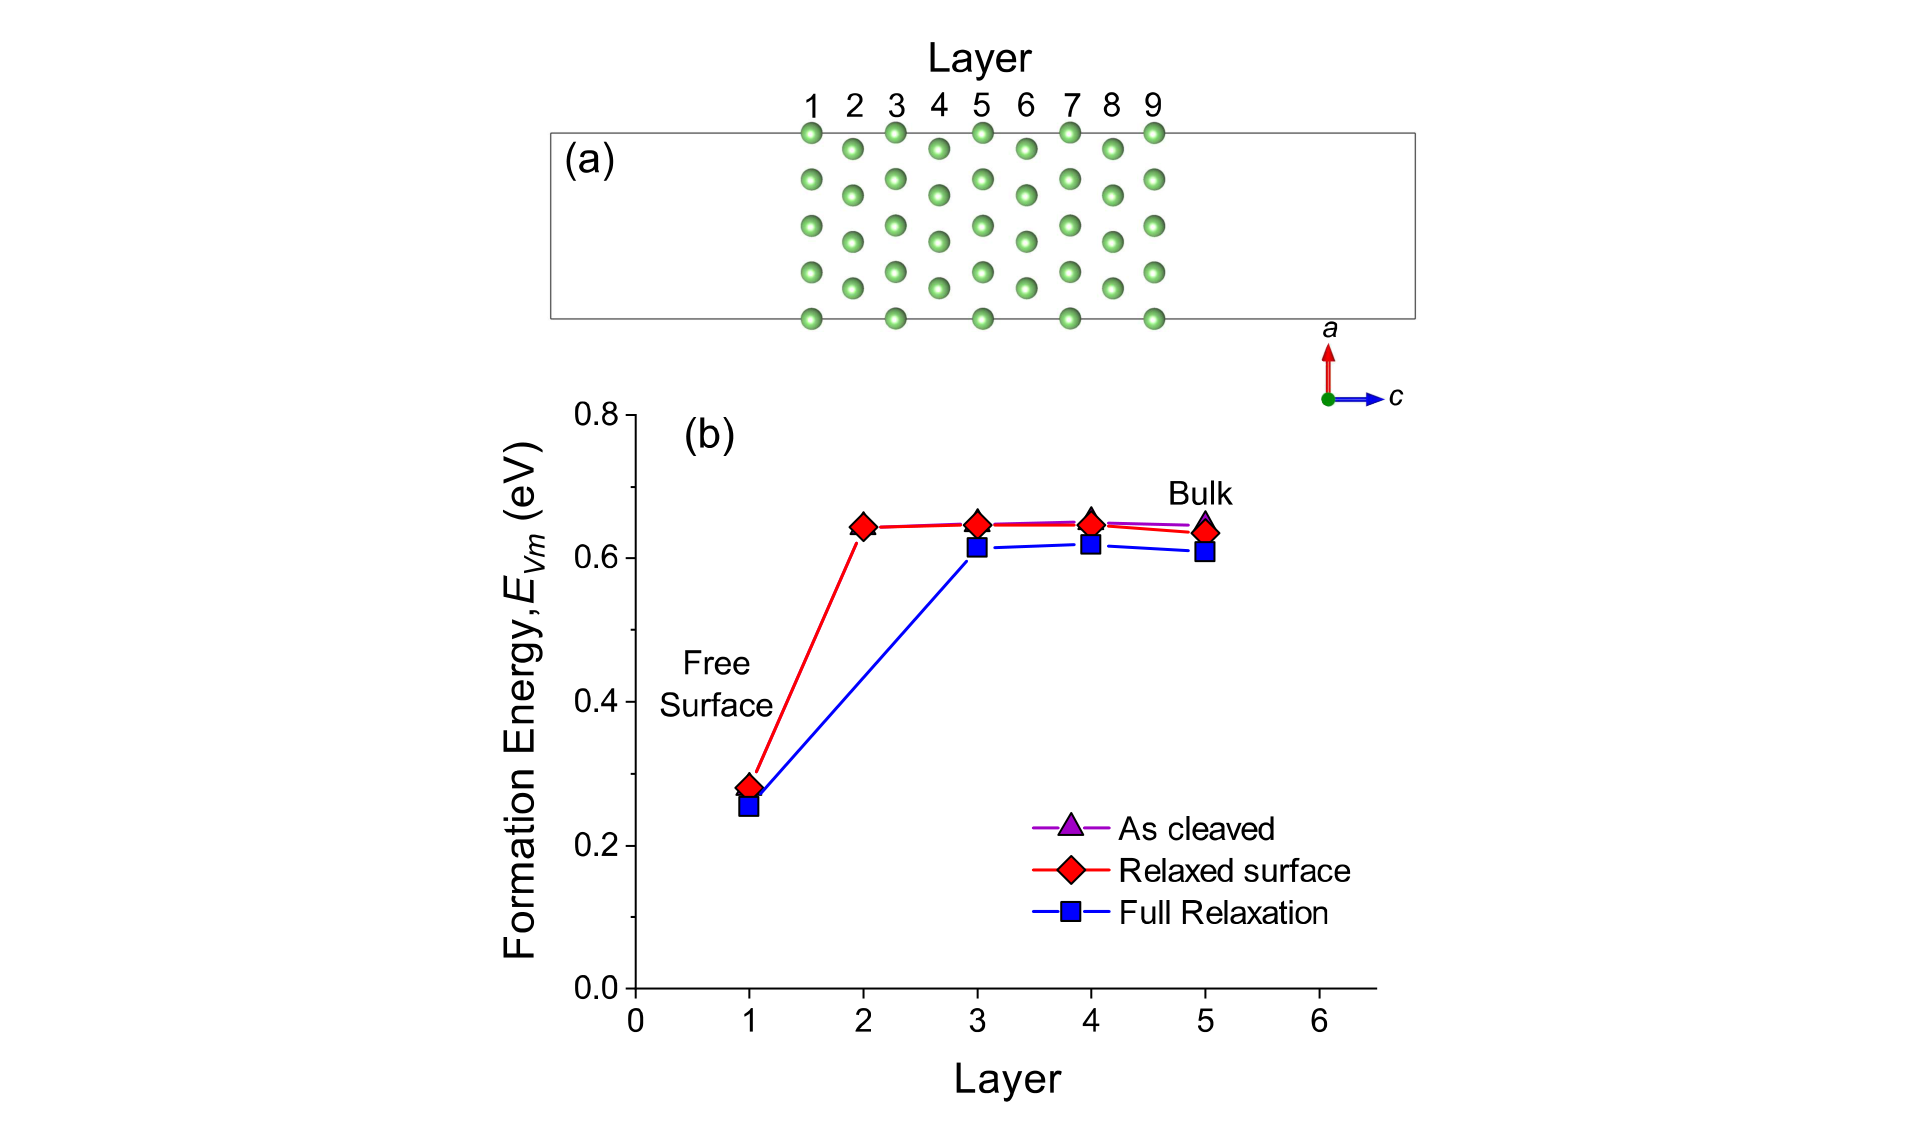 Layer
1 2 3 4 5 6 7 8 9
(a)
a
c
(b)
0.8
0.6
0.4
0.2
0.0
Formation Energy, E_Vm (eV)
Bulk
Free
Surface
As cleaved
Relaxed surface
Full Relaxation
0 1 2 3 4 5 6
Layer